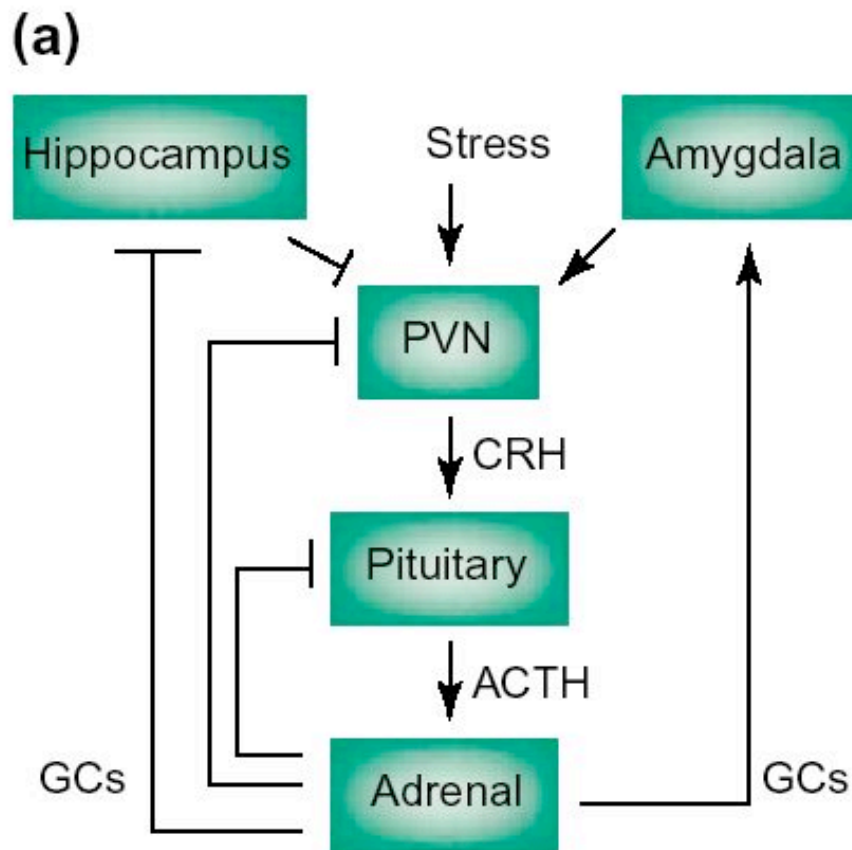 (a)
Hippocampus
Stress
Amygdala
PVN
CRH
Pituitary
ACTH
GCs
Adrenal
GCs